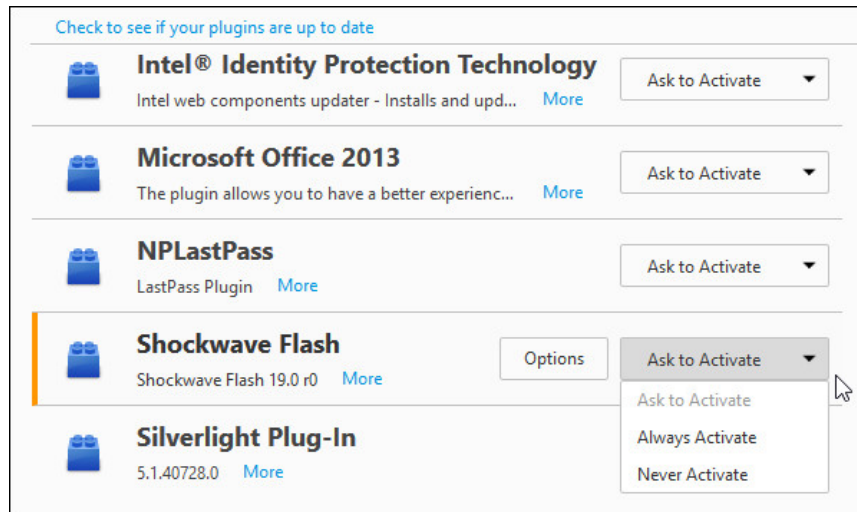 Check to see if your plugins are up to date
Intel® Identity Protection Technology
Intel web components updater - Installs and upd... More
Ask to Activate
Microsoft Office 2013
The plugin allows you to have a better experienc... More
Ask to Activate
NPLastPass
LastPass Plugin More
Ask to Activate
Shockwave Flash
Shockwave Flash 19.0 r0 More
Options
Ask to Activate
Ask to Activate
Always Activate
Never Activate
Silverlight Plug-In
5.1.40728.0 More